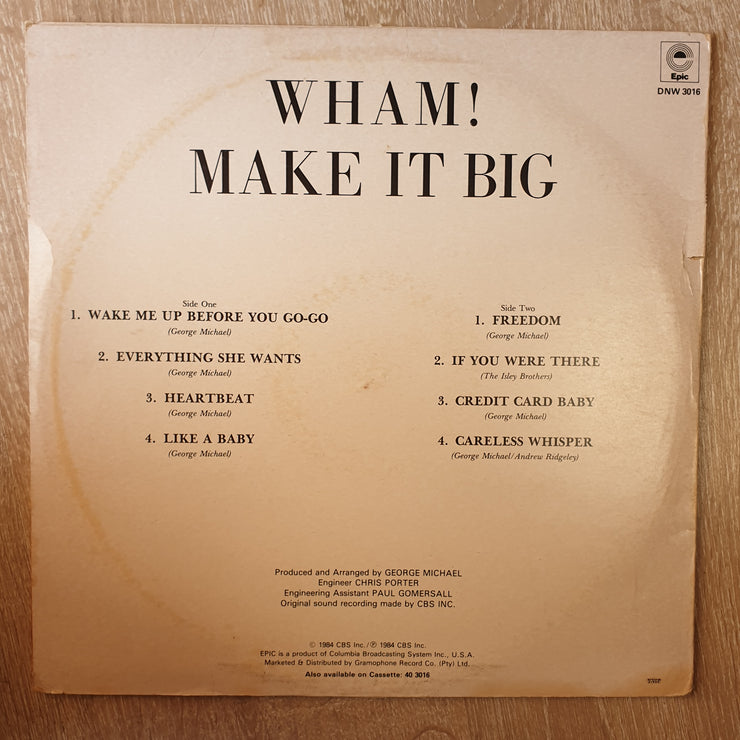 Epic
DNW 3016
WHAM!
MAKE IT BIG
Side One
1. WAKE ME UP BEFORE YOU GO-GO
(George Michael)
2. EVERYTHING SHE WANTS
(George Michael)
3. HEARTBEAT
(George Michael)
4. LIKE A BABY
(George Michael)
Side Two
1. FREEDOM
(George Michael)
2. IF YOU WERE THERE
(The Isley Brothers)
3. CREDIT CARD BABY
(George Michael)
4. CARELESS WHISPER
(George Michael/Andrew Ridgeley)
Produced and Arranged by GEORGE MICHAEL
Engineer CHRIS PORTER
Engineering Assistant PAUL GOMERSALL
Original sound recording made by CBS INC.
© 1984 CBS Inc./℗ 1984 CBS Inc.
EPIC is a product of Columbia Broadcasting System Inc., U.S.A.
Marketed & Distributed by Gramophone Record Co. (Pty) Ltd.
Also available on Cassette: 40 3016